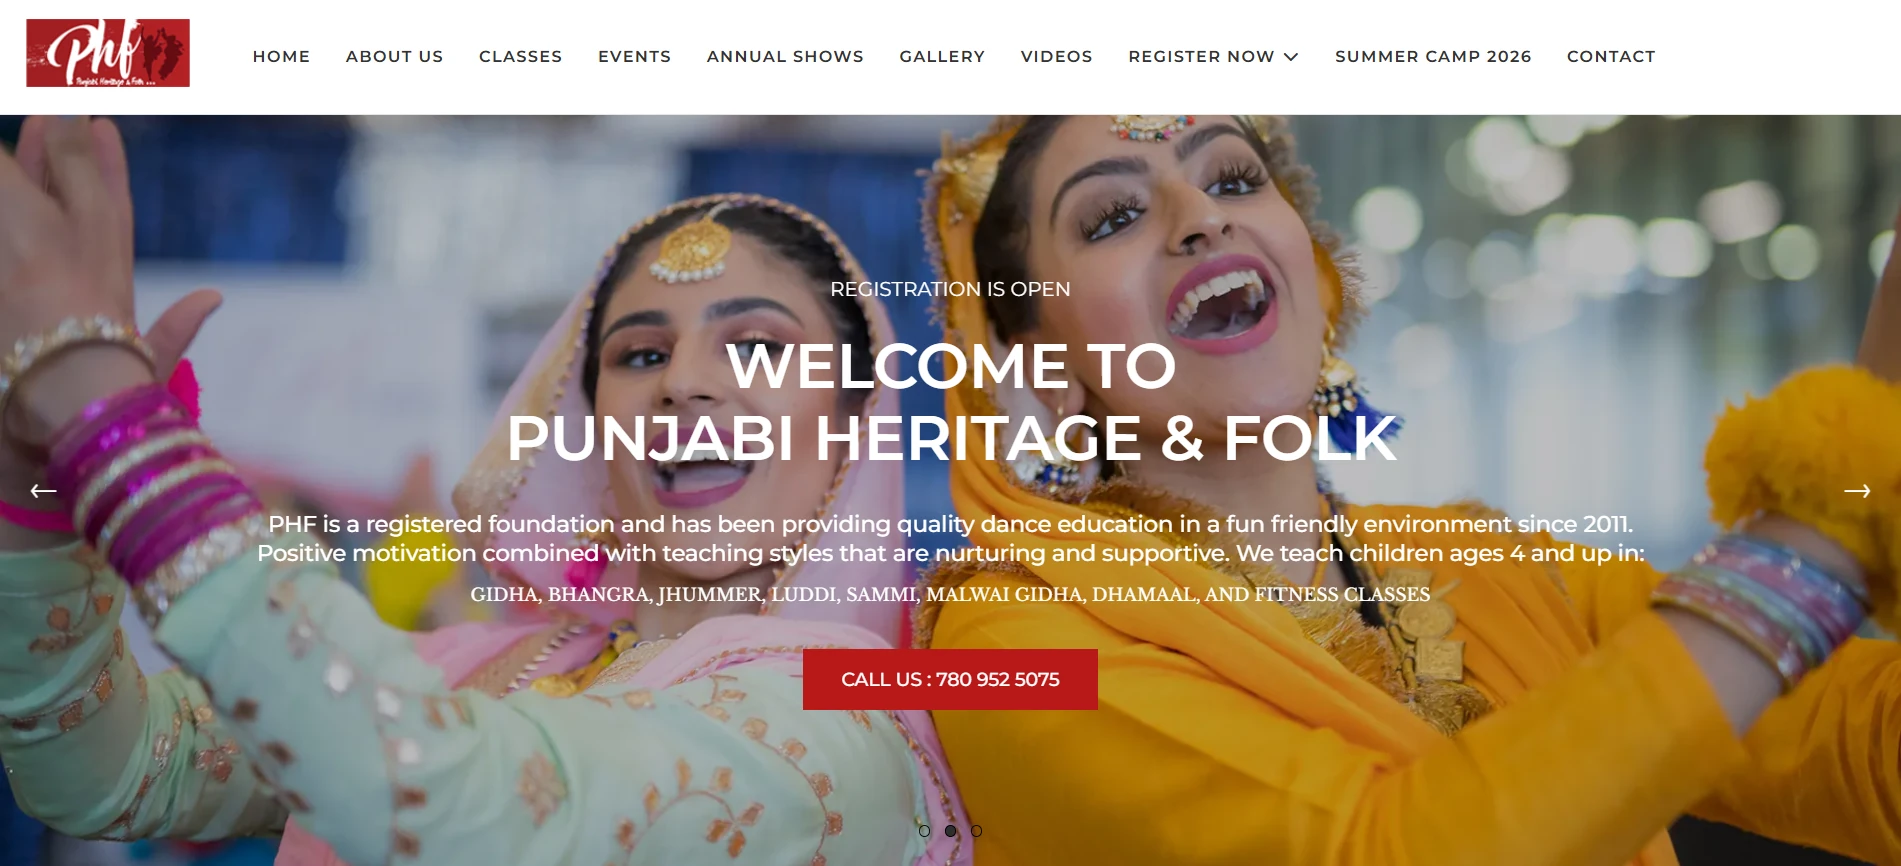 Phf
Punjabi Heritage & Folk ...
HOME
ABOUT US
CLASSES
EVENTS
ANNUAL SHOWS
GALLERY
VIDEOS
REGISTER NOW
SUMMER CAMP 2026
CONTACT
REGISTRATION IS OPEN
WELCOME TO
PUNJABI HERITAGE & FOLK
PHF is a registered foundation and has been providing quality dance education in a fun friendly environment since 2011.
Positive motivation combined with teaching styles that are nurturing and supportive. We teach children ages 4 and up in:
GIDHA, BHANGRA, JHUMMER, LUDDI, SAMMI, MALWAI GIDHA, DHAMAAL, AND FITNESS CLASSES
CALL US : 780 952 5075